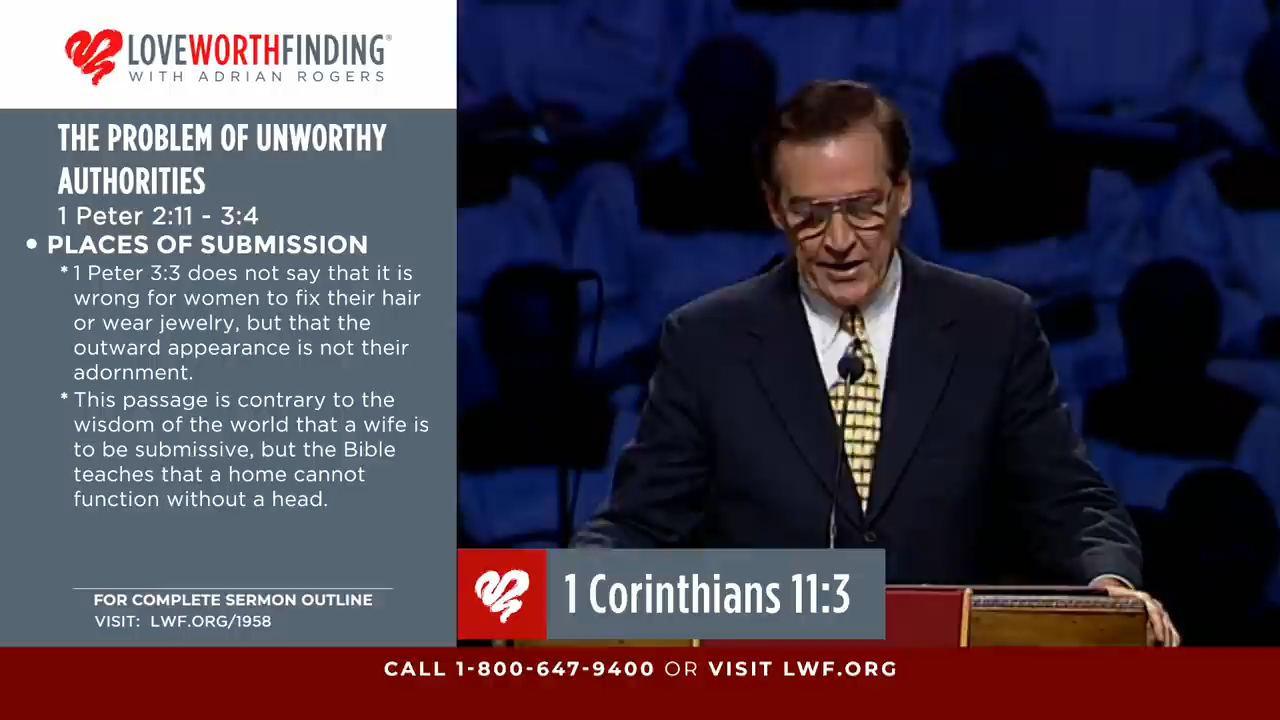 LOVEWORTHFINDING®
WITH ADRIAN ROGERS
THE PROBLEM OF UNWORTHY
AUTHORITIES
1 Peter 2:11 - 3:4
• PLACES OF SUBMISSION
* 1 Peter 3:3 does not say that it is
wrong for women to fix their hair
or wear jewelry, but that the
outward appearance is not their
adornment.
* This passage is contrary to the
wisdom of the world that a wife is
to be submissive, but the Bible
teaches that a home cannot
function without a head.
FOR COMPLETE SERMON OUTLINE
VISIT: LWF.ORG/1958
1 Corinthians 11:3
CALL 1-800-647-9400 OR VISIT LWF.ORG